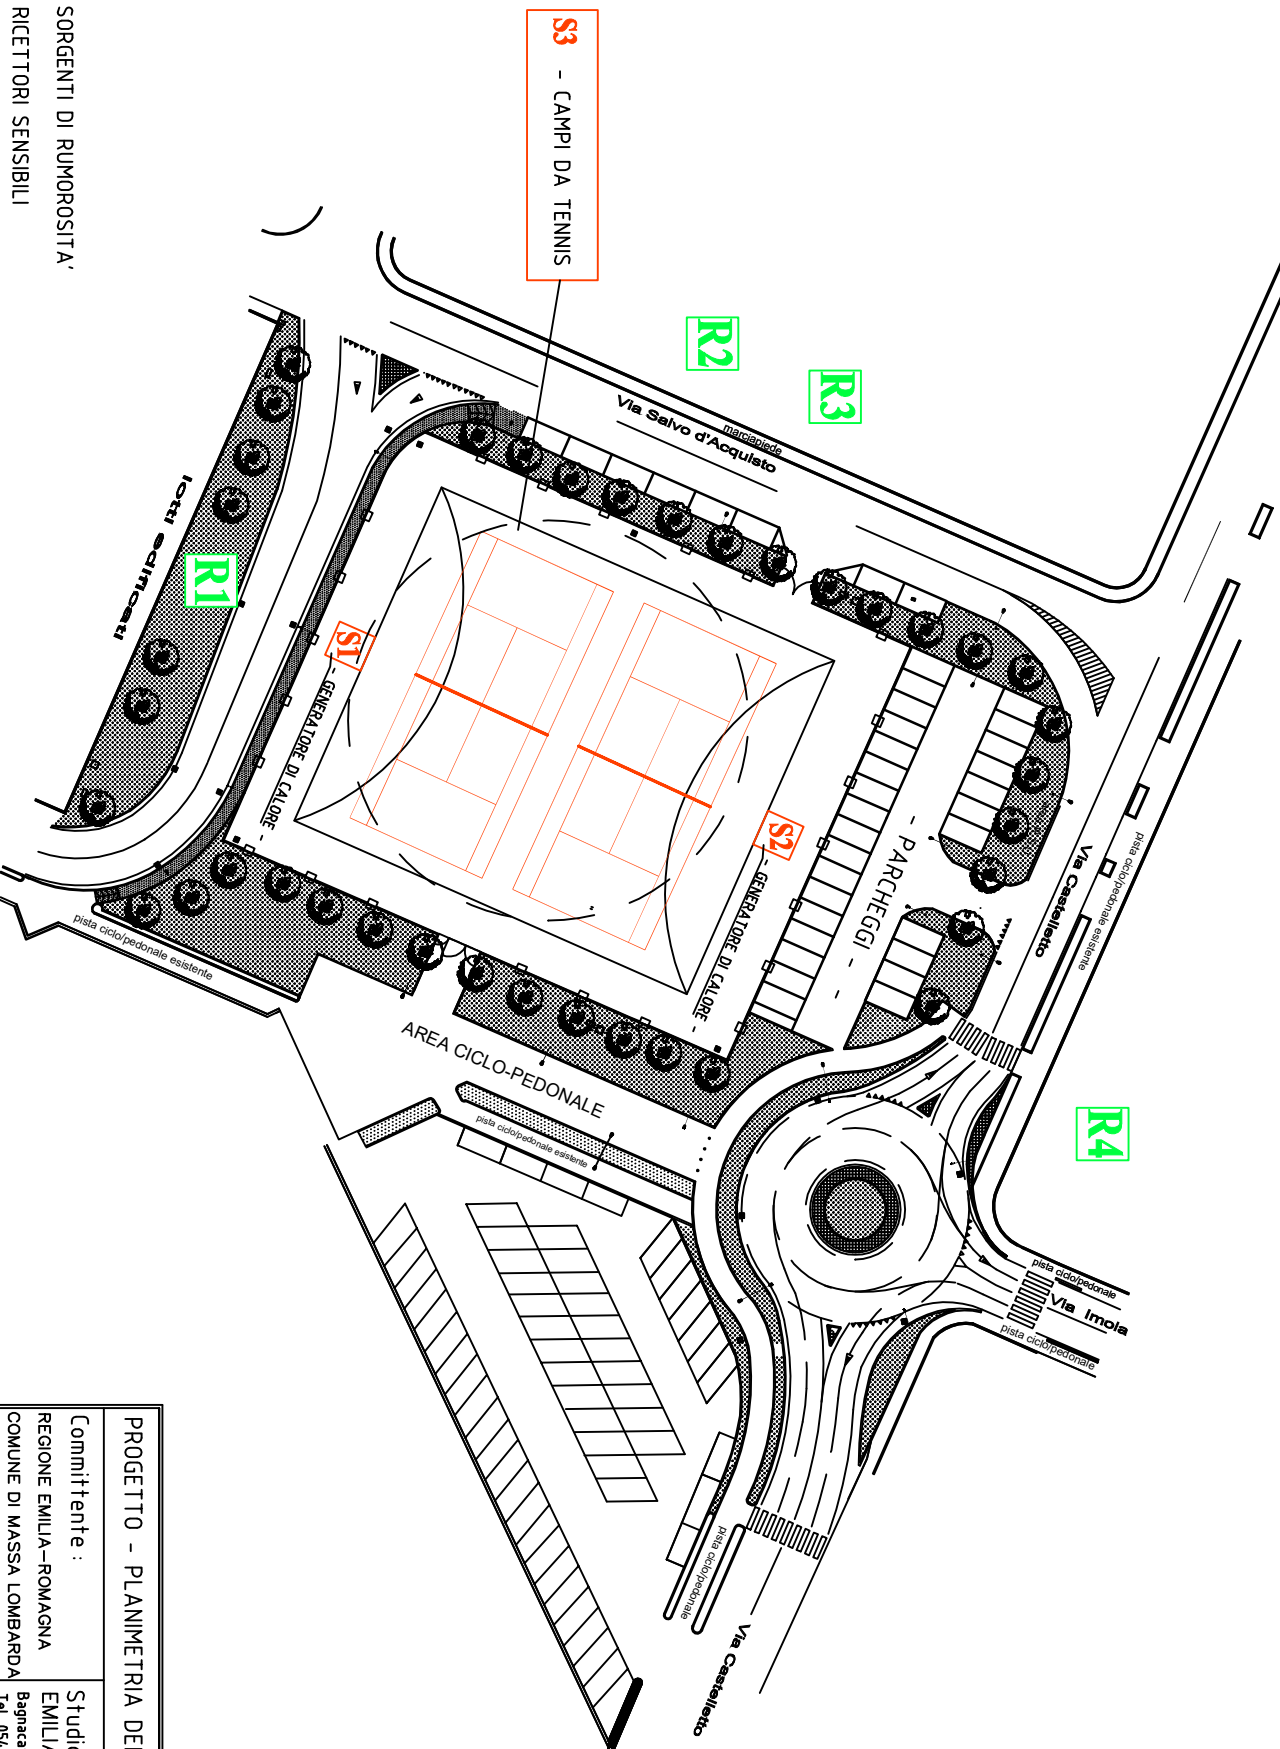 S3 - CAMPI DA TENNIS
SORGENTI DI RUMOROSITA'
RICETTORI SENSIBILI
R2
R3
Via Salvo d'Acquisto
marciapiede
lotti edificati
R1
S1
- GENERATORE DI CALORE -
S2
- GENERATORE DI CALORE -
- PARCHEGGI -
Via Castelletto
pista ciclo/pedonale esistente
pista ciclo/pedonale esistente
AREA CICLO-PEDONALE
pista ciclo/pedonale esistente
R4
pista ciclo/pedonale
Via Imola
pista ciclo/pedonale
pista ciclo/pedonale
Via Castelletto
PROGETTO - PLANIMETRIA
Committente :
REGIONE EMILIA-ROMAGNA
COMUNE DI MASSA LOMBARDA